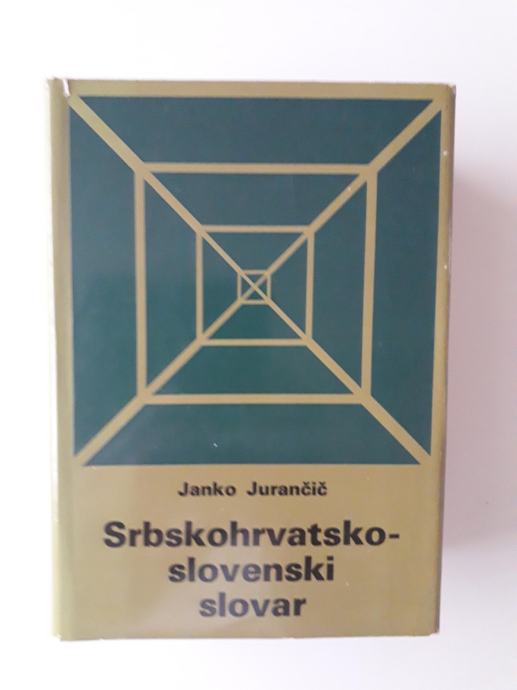 Janko Jurančič
Srbskohrvatsko-
slovenski
slovar